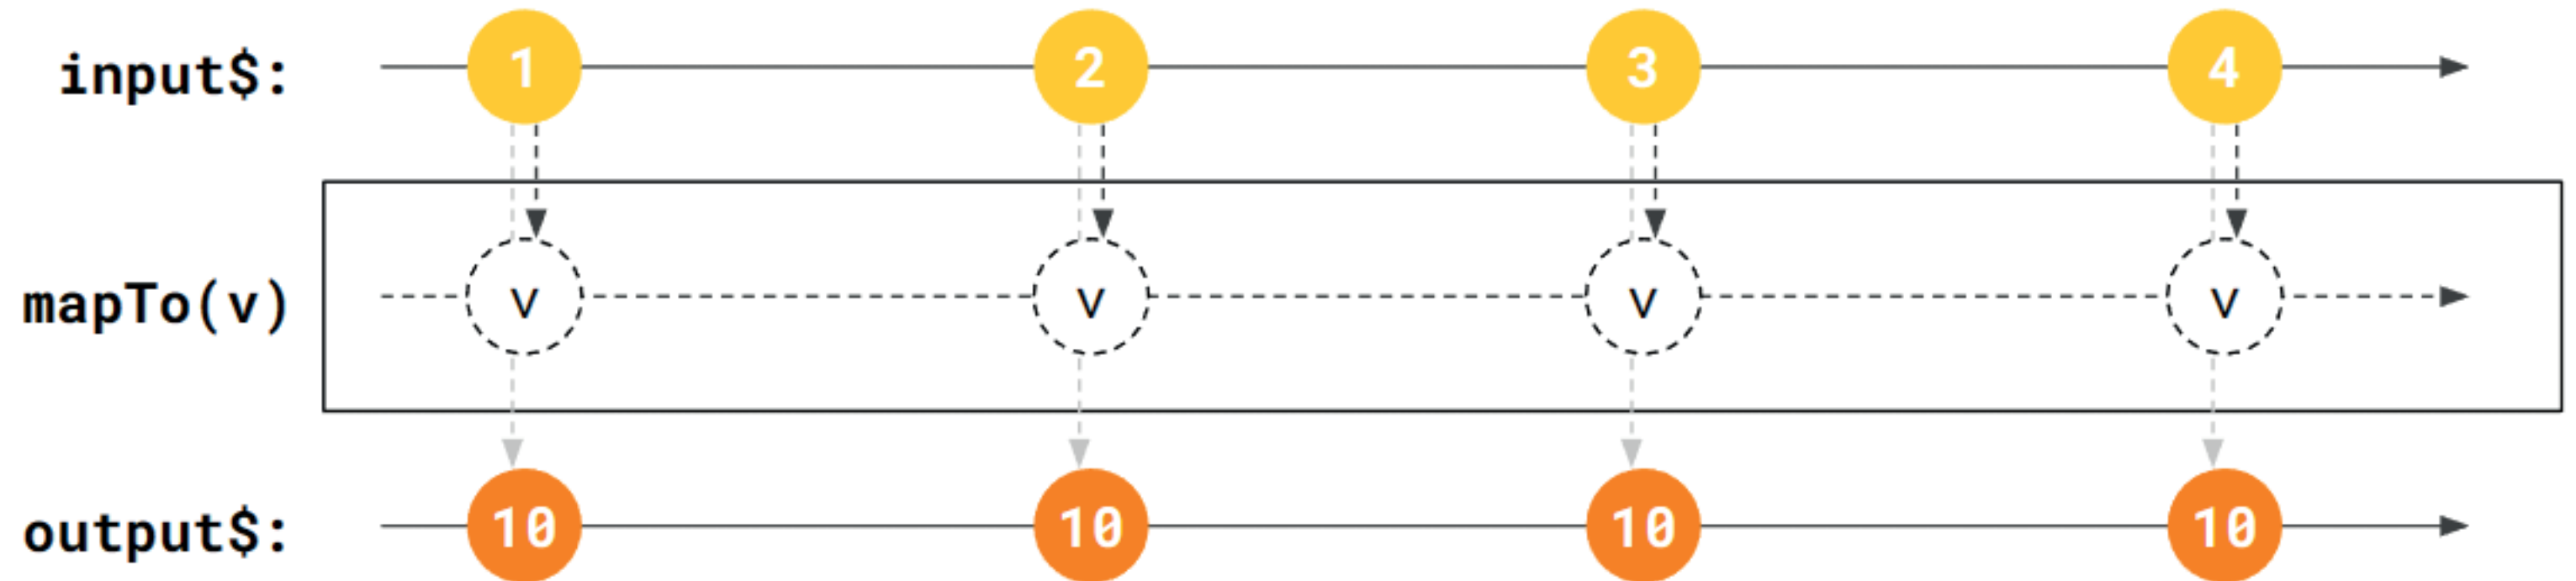 input$: 1 2 3 4
mapTo(v) v v v v
output$: 10 10 10 10